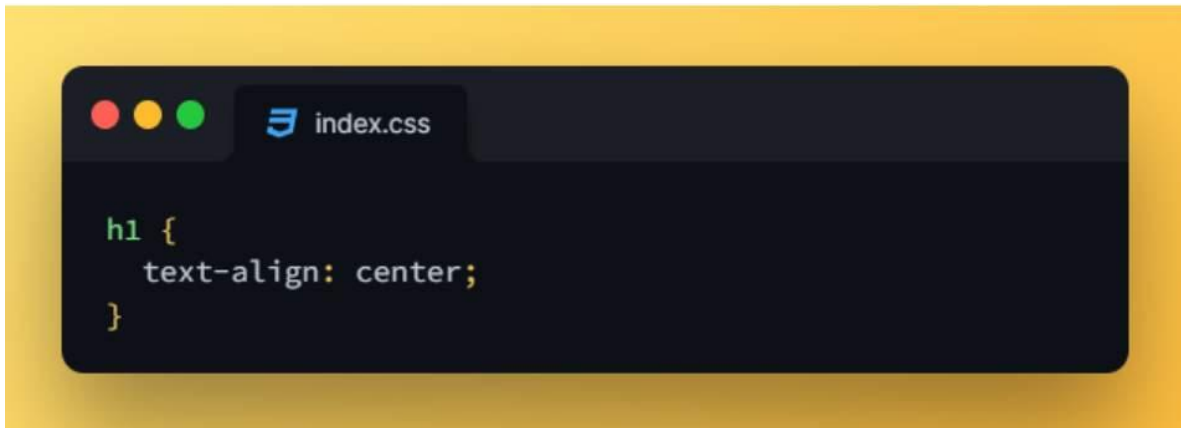 index.css
h1 {
  text-align: center;
}